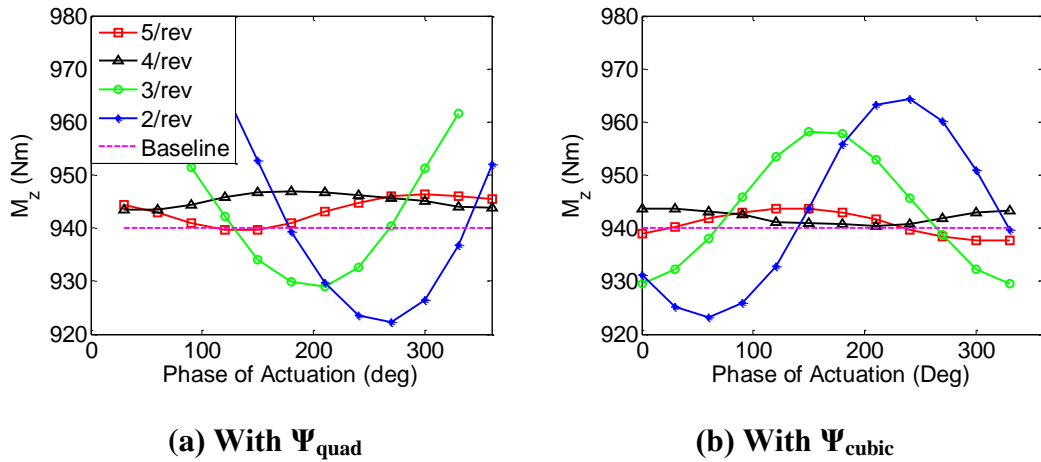 980
970
960
950
940
930
920
M_z (Nm)
5/rev
4/rev
3/rev
2/rev
Baseline
0
100
200
300
Phase of Actuation (deg)
(a) With Ψ_quad
980
970
960
950
940
930
920
M_z (Nm)
0
100
200
300
Phase of Actuation (Deg)
(b) With Ψ_cubic